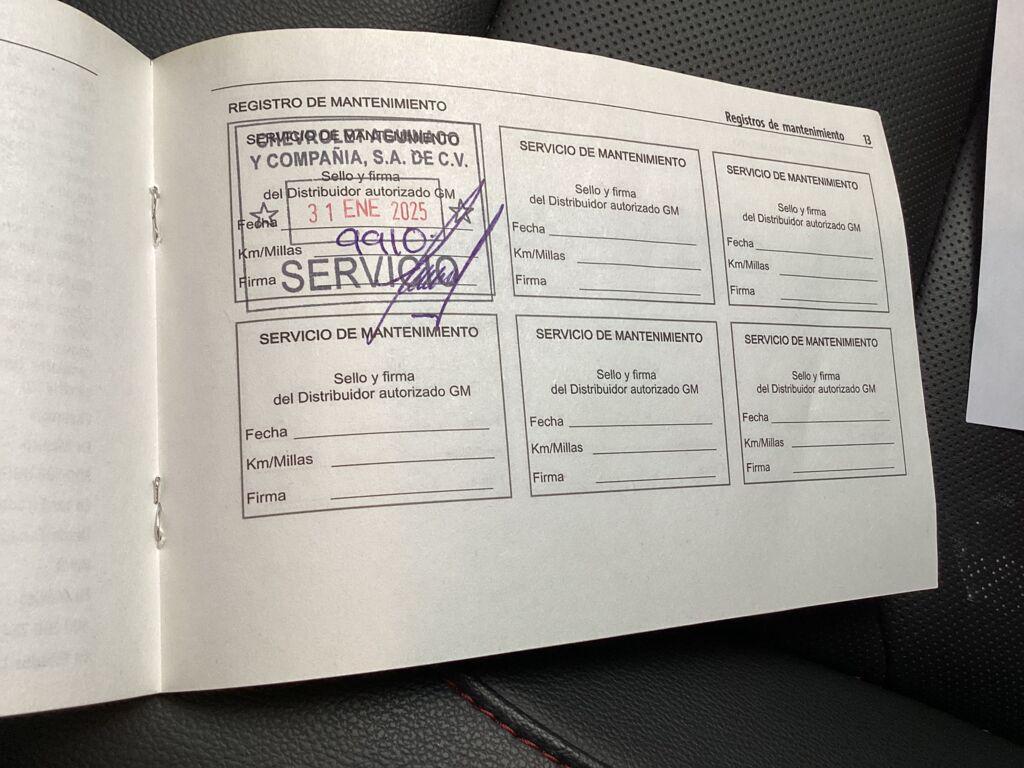 Registros de mantenimiento 13
REGISTRO DE MANTENIMIENTO
SERVICIO DE MANTENIMIENTO
CHEVROLET AGUINACO
Y COMPAÑIA, S.A. DE C.V.
Sello y firma
del Distribuidor autorizado GM
31 ENE 2025
Fecha
9910
Km/Millas
SERVICIO
Firma
SERVICIO DE MANTENIMIENTO
Sello y firma
del Distribuidor autorizado GM
Fecha
Km/Millas
Firma
SERVICIO DE MANTENIMIENTO
Sello y firma
del Distribuidor autorizado GM
Fecha
Km/Millas
Firma
SERVICIO DE MANTENIMIENTO
Sello y firma
del Distribuidor autorizado GM
Fecha
Km/Millas
Firma
SERVICIO DE MANTENIMIENTO
Sello y firma
del Distribuidor autorizado GM
Fecha
Km/Millas
Firma
SERVICIO DE MANTENIMIENTO
Sello y firma
del Distribuidor autorizado GM
Fecha
Km/Millas
Firma